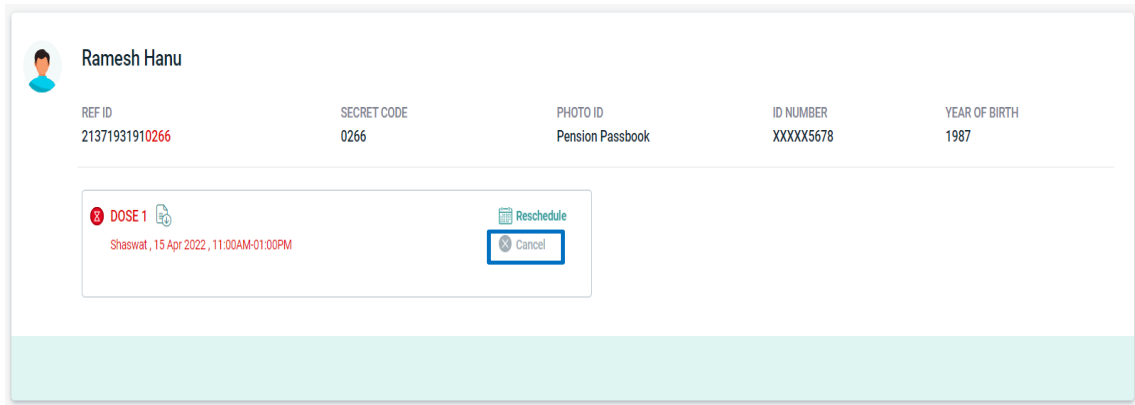 Ramesh Hanu
REF ID SECRET CODE PHOTO ID ID NUMBER YEAR OF BIRTH
21371931910266 0266 Pension Passbook XXXXX5678 1987
DOSE 1 Reschedule
Shaswat , 15 Apr 2022 , 11:00AM-01:00PM Cancel